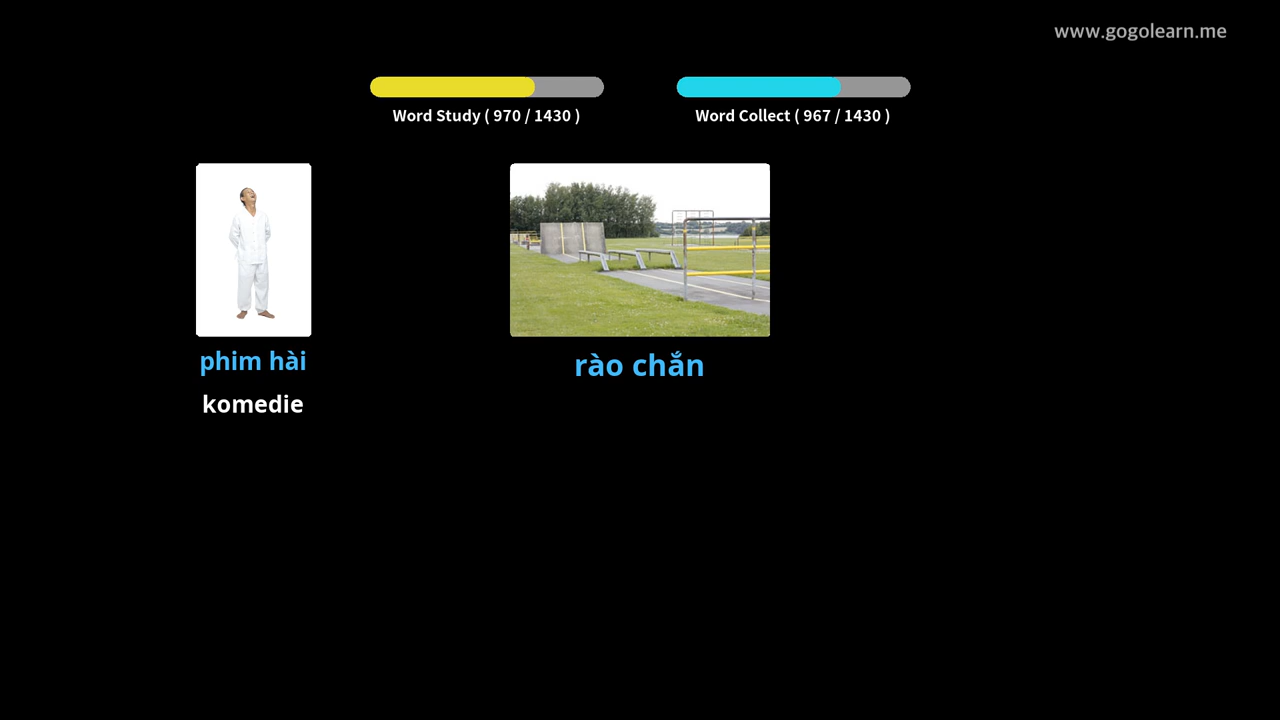 www.gogolearn.me
Word Study ( 970 / 1430 )
Word Collect ( 967 / 1430 )
phim hài
komedie
rào chắn